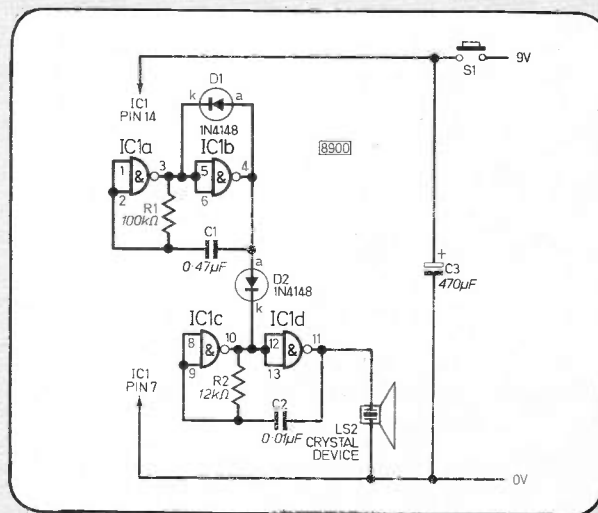 S1
9V
IC1
PIN 14
D1
k
a
1N4148
IC1a
IC1b
8900
1
2
3
&
5
6
4
&
R1
100kΩ
C1
0·47µF
a
D2
1N4148
k
+
C3
470µF
IC1c
IC1d
8
9
10
&
12
13
11
&
IC1
PIN 7
R2
12kΩ
C2
0·01µF
LS2
CRYSTAL
DEVICE
0V